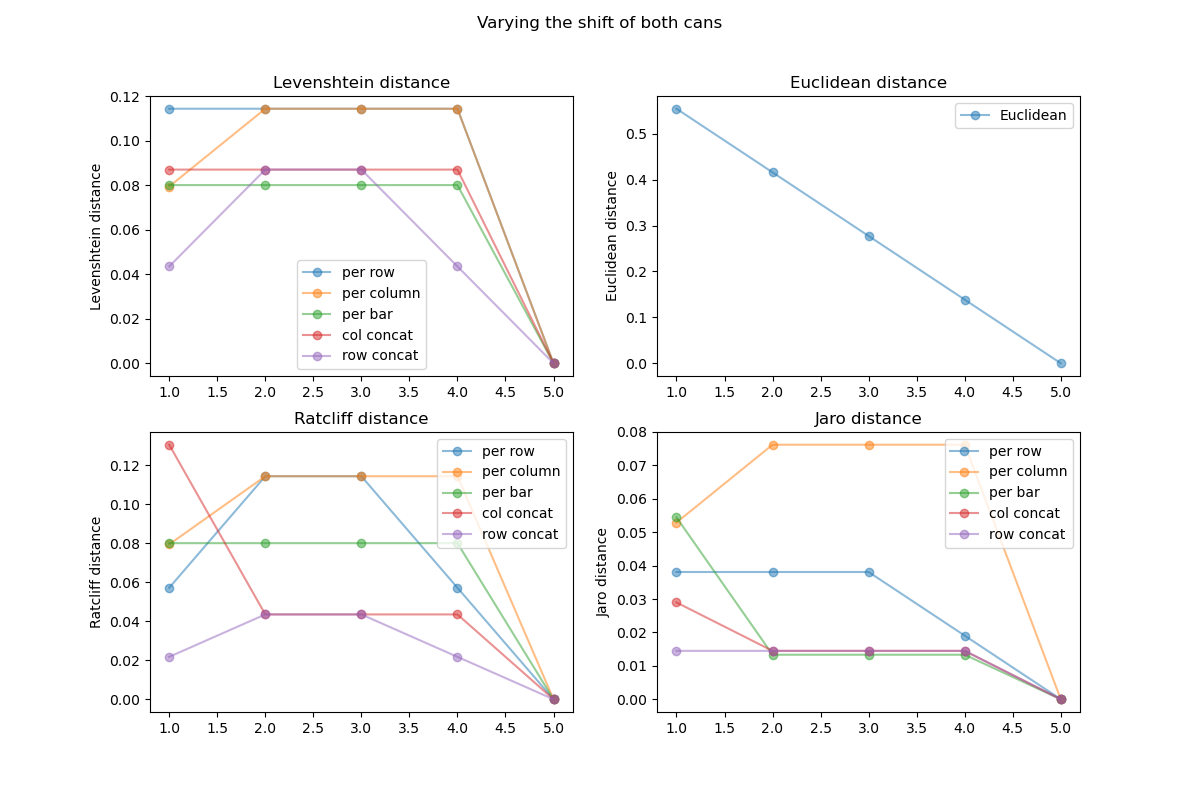 Varying the shift of both cans
Levenshtein distance
Levenshtein distance
0.12
0.10
0.08
0.06
0.04
0.02
0.00
per row
per column
per bar
col concat
row concat
1.0 1.5 2.0 2.5 3.0 3.5 4.0 4.5 5.0
Euclidean distance
Euclidean distance
0.5
0.4
0.3
0.2
0.1
0.0
Euclidean
1.0 1.5 2.0 2.5 3.0 3.5 4.0 4.5 5.0
Ratcliff distance
Ratcliff distance
0.12
0.10
0.08
0.06
0.04
0.02
0.00
per row
per column
per bar
col concat
row concat
1.0 1.5 2.0 2.5 3.0 3.5 4.0 4.5 5.0
Jaro distance
Jaro distance
0.08
0.07
0.06
0.05
0.04
0.03
0.02
0.01
0.00
per row
per column
per bar
col concat
row concat
1.0 1.5 2.0 2.5 3.0 3.5 4.0 4.5 5.0